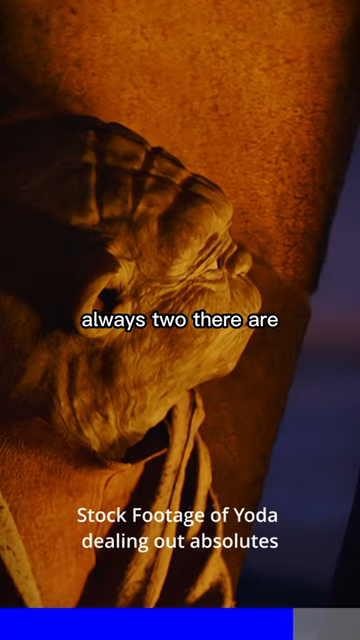 always two there are
Stock Footage of Yoda
dealing out absolutes